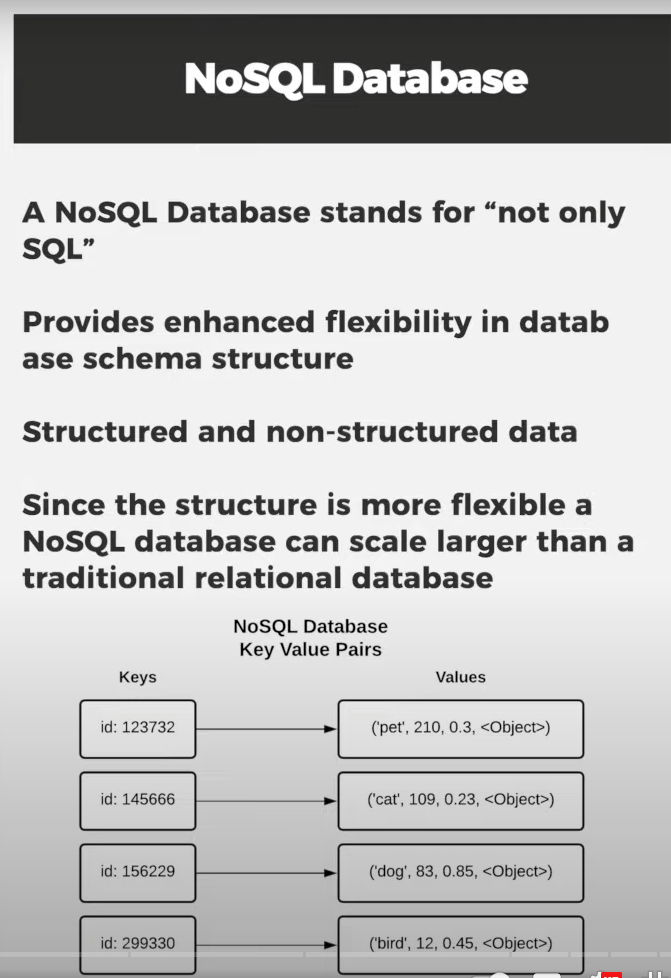 NoSQL Database
A NoSQL Database stands for “not only
SQL”
Provides enhanced flexibility in datab
ase schema structure
Structured and non-structured data
Since the structure is more flexible a
NoSQL database can scale larger than a
traditional relational database
NoSQL Database
Key Value Pairs
Keys
Values
id: 123732
('pet', 210, 0.3, <Object>)
id: 145666
('cat', 109, 0.23, <Object>)
id: 156229
('dog', 83, 0.85, <Object>)
id: 299330
('bird', 12, 0.45, <Object>)